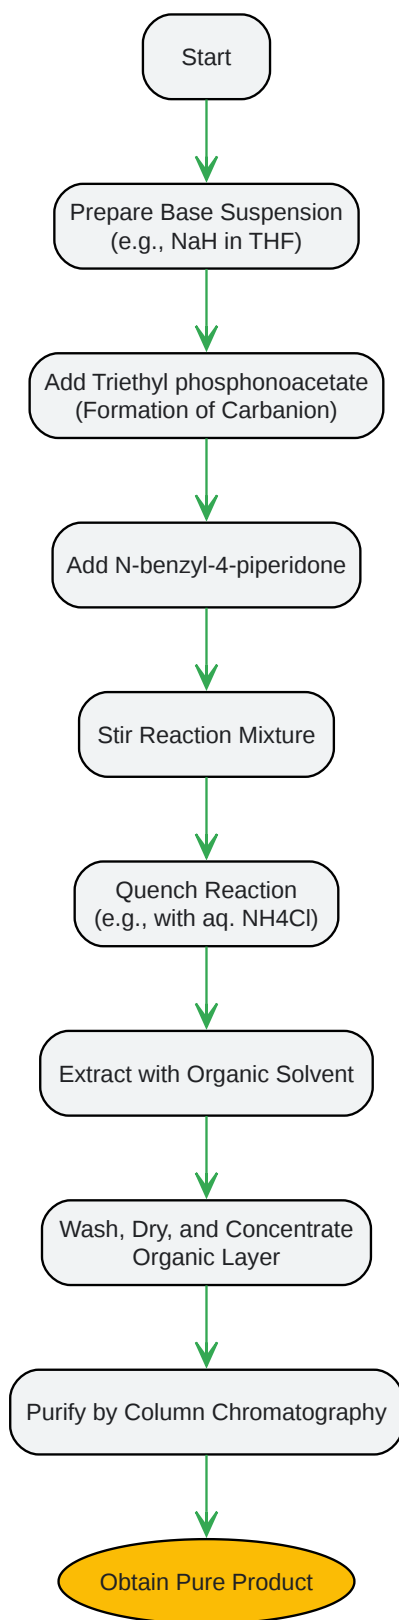 Start
Prepare Base Suspension
(e.g., NaH in THF)
Add Triethyl phosphonoacetate
(Formation of Carbanion)
Add N-benzyl-4-piperidone
Stir Reaction Mixture
Quench Reaction
(e.g., with aq. NH4Cl)
Extract with Organic Solvent
Wash, Dry, and Concentrate
Organic Layer
Purify by Column Chromatography
Obtain Pure Product